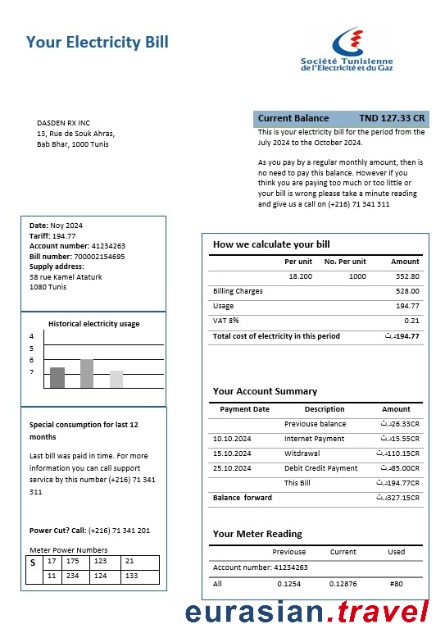 Your Electricity Bill
Société Tunisienne
de l'Electricité et du Gaz
DASDEN RX INC
13, Rue de Souk Ahras,
Bab Bhar, 1000 Tunis
Current Balance TND 127.33 CR
This is your electricity bill for the period from the
July 2024 to the October 2024.
As you pay by a regular monthly amount, then is
no need to pay this balance. However if you
think you are paying too much or too little or
your bill is wrong please take a minute reading
and give us a call on (+216) 71 341 311
Date: Noy 2024
Tariff: 194.77
Account number: 41234263
Bill number: 700002154695
Supply address:
38 rue Kamel Ataturk
1080 Tunis
Historical electricity usage
4
5
6
7
Special consumption for last 12
months
Last bill was paid in time. For more
information you can call support
service by this number (+216) 71 341
311
Power Cut? Call: (+216) 71 341 201
Meter Power Numbers
S 17 175 123 21
11 234 124 133
How we calculate your bill
Per unit No. Per unit Amount
18.200 1000 352.80
Billing Charges 528.00
Usage 194.77
VAT 8% 0.21
Total cost of electricity in this period د.ت194.77
Your Account Summary
Payment Date Description Amount
Previouse balance د.ت26.33CR
10.10.2024 Internet Payment د.ت15.55CR
15.10.2024 Witdrawal د.ت110.15CR
25.10.2024 Debit Credit Payment د.ت85.00CR
This Bill د.ت194.77CR
Balance forward د.ت327.15CR
Your Meter Reading
Previouse Current Used
Account number: 41234263
All 0.1254 0.12876 #80
eurasian.travel